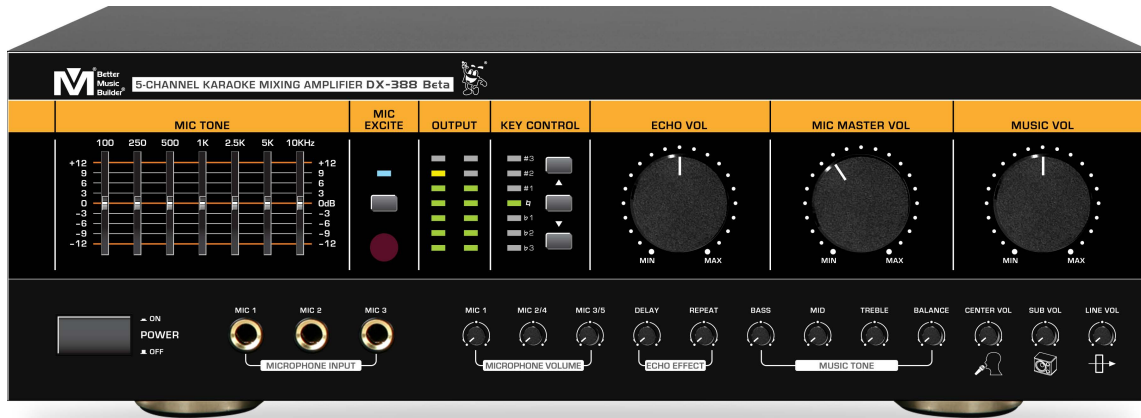 Better
Music
Builder®
5-CHANNEL KARAOKE MIXING AMPLIFIER DX-388 Beta
MIC TONE
MIC
EXCITE
OUTPUT
KEY CONTROL
ECHO VOL
MIC MASTER VOL
MUSIC VOL
100 250 500 1K 2.5K 5K 10KHz
+12 +12
9 9
6 6
3 3
0 0dB
-3 -3
-6 -6
-9 -9
-12 -12
#3
#2
#1
♮
♭1
♭2
♭3
MIN MAX
MIN MAX
MIN MAX
ON
POWER
OFF
MIC 1 MIC 2 MIC 3
MICROPHONE INPUT
MIC 1 MIC 2/4 MIC 3/5
MICROPHONE VOLUME
DELAY REPEAT
ECHO EFFECT
BASS MID TREBLE BALANCE
MUSIC TONE
CENTER VOL SUB VOL LINE VOL